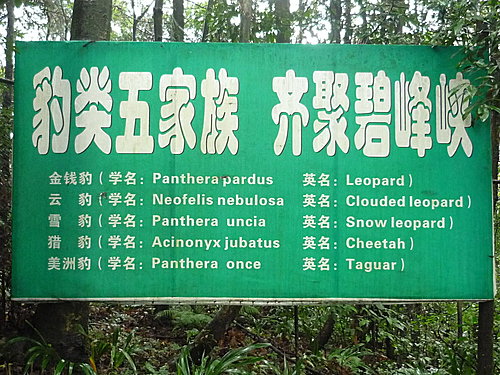 豹类五家族 齐聚碧峰峡
金钱豹（学名：Panthera pardus 英名：Leopard）
云 豹（学名：Neofelis nebulosa 英名：Clouded leopard）
雪 豹（学名：Panthera uncia 英名：Snow leopard）
猎 豹（学名：Acinonyx jubatus 英名：Cheetah）
美洲豹（学名：Panthera once 英名：Taguar）